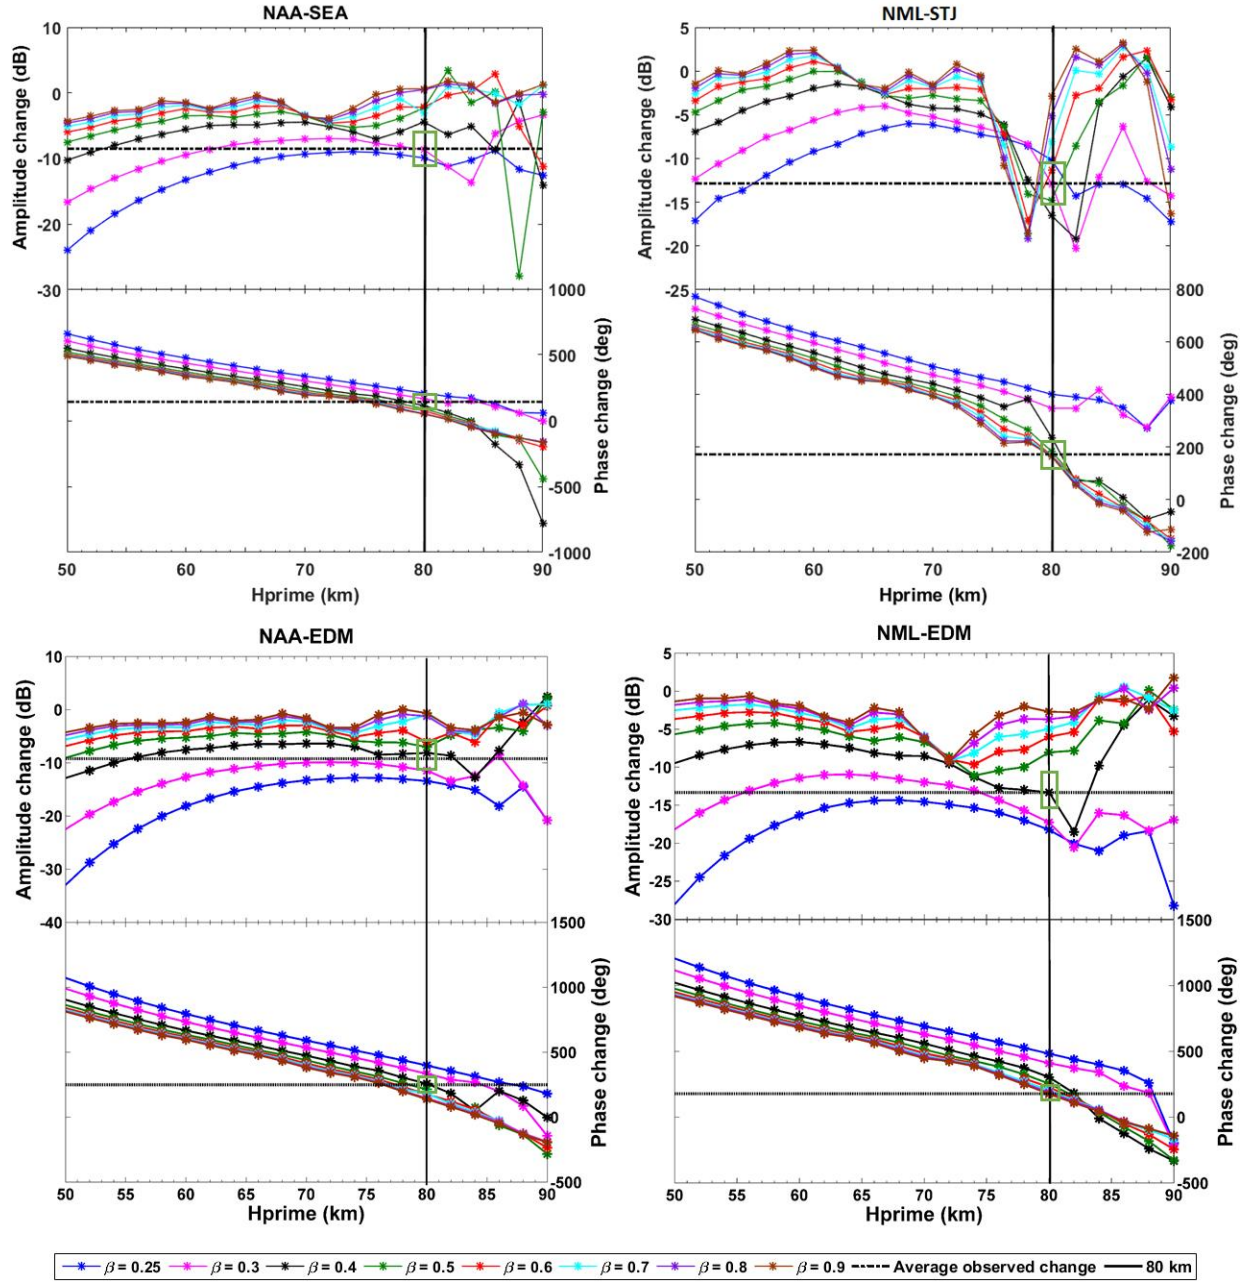 NAA-SEA
NML-STJ
Amplitude change (dB)
10
0
-10
-20
-30
Amplitude change (dB)
5
0
-5
-10
-15
-20
-25
1000
500
0
-500
-1000
Phase change (deg)
800
600
400
200
0
-200
Phase change (deg)
50 60 70 80 90
50 60 70 80 90
Hprime (km)
Hprime (km)
NAA-EDM
NML-EDM
Amplitude change (dB)
10
0
-10
-20
-30
-40
Amplitude change (dB)
5
0
-5
-10
-15
-20
-25
-30
1500
1000
500
0
-500
Phase change (deg)
1500
1000
500
0
-500
Phase change (deg)
50 55 60 65 70 75 80 85 90
50 55 60 65 70 75 80 85 90
Hprime (km)
Hprime (km)
β = 0.25 β = 0.3 β = 0.4 β = 0.5 β = 0.6 β = 0.7 β = 0.8 β = 0.9 Average observed change 80 km